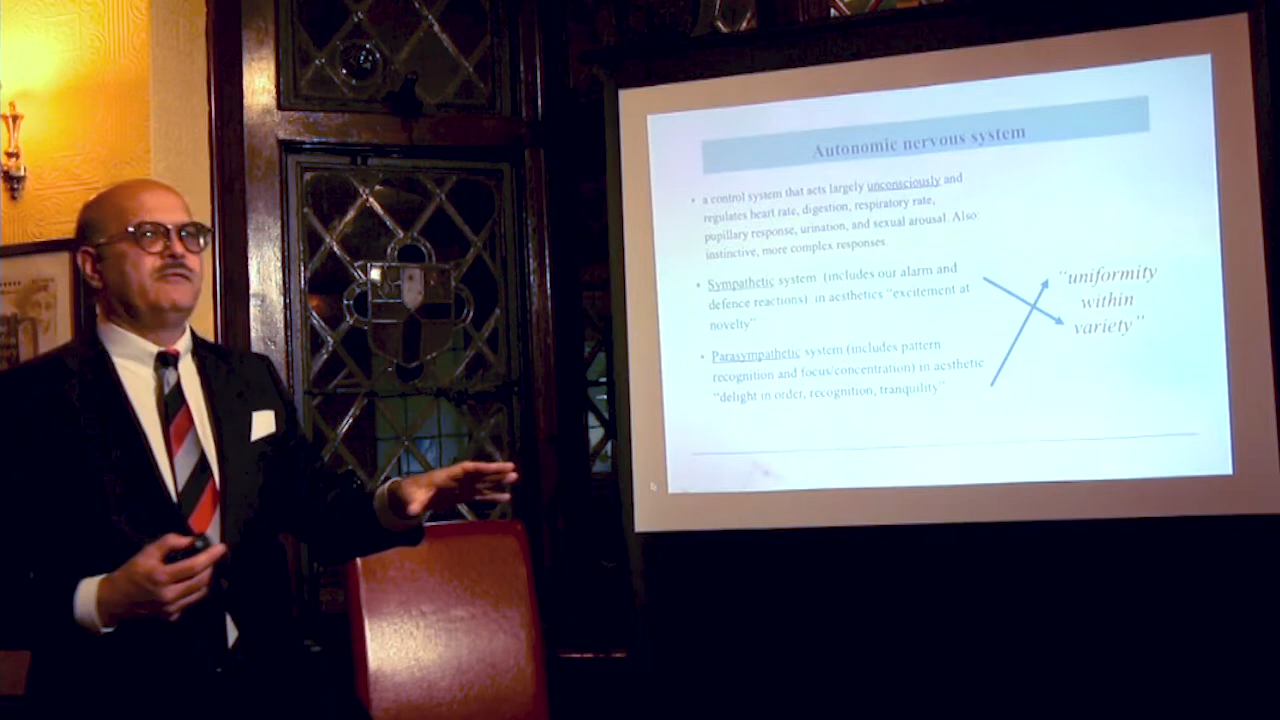 Autonomic nervous system
• a control system that acts largely unconsciously and
regulates heart rate, digestion, respiratory rate,
pupillary response, urination, and sexual arousal. Also:
instinctive, more complex responses
• Sympathetic system (includes our alarm and
defence reactions) in aesthetics "excitement at
novelty"
• Parasympathetic system (includes pattern
recognition and focus/concentration) in aesthetic
"delight in order, recognition, tranquility"
"uniformity
within
variety"